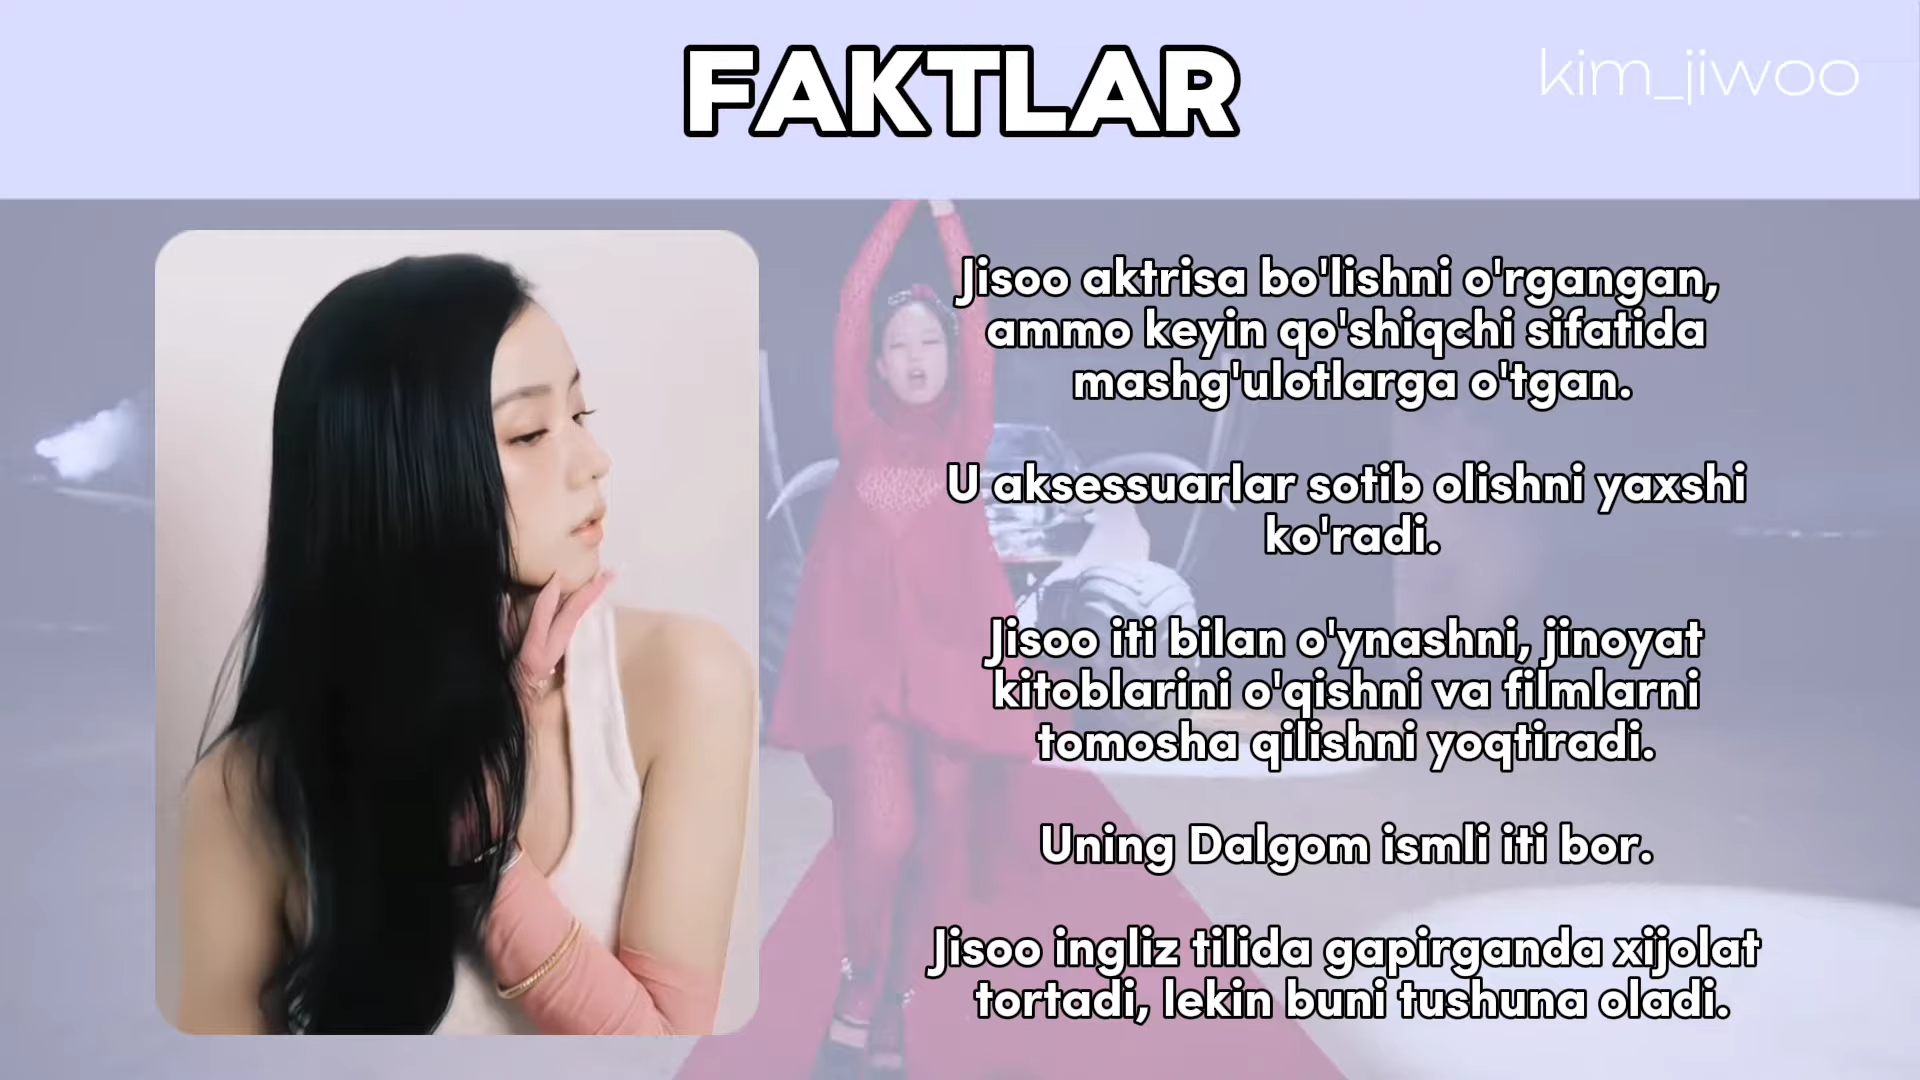 FAKTLAR
kim_jiwoo
Jisoo aktrisa bo'lishni o'rgangan,
ammo keyin qo'shiqchi sifatida
mashg'ulotlarga o'tgan.
U aksessuarlar sotib olishni yaxshi
ko'radi.
Jisoo iti bilan o'ynashni, jinoyat
kitoblarini o'qishni va filmlarni
tomosha qilishni yoqtiradi.
Uning Dalgom ismli iti bor.
Jisoo ingliz tilida gapirganda xijolat
tortadi, lekin buni tushuna oladi.